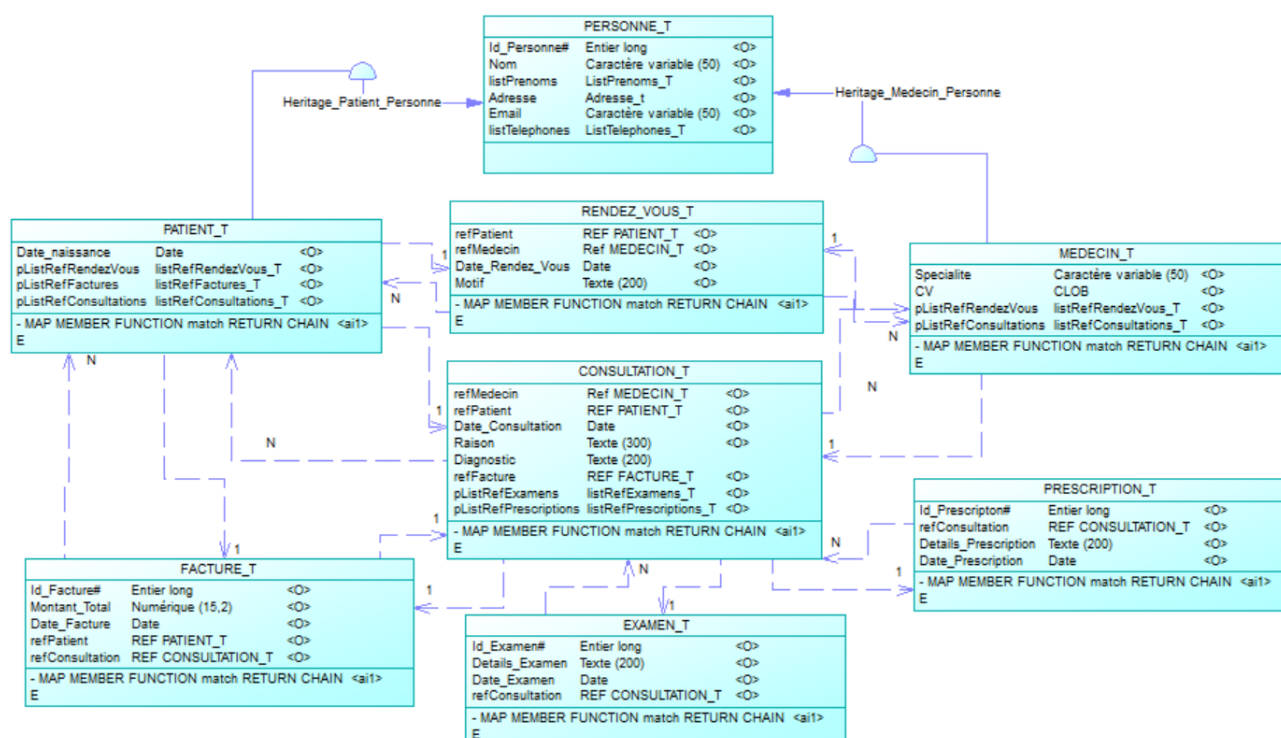 PERSONNE_T
Id_Personne# Entier long <O>
Nom Caractère variable (50) <O>
listPrenoms ListPrenoms_T <O>
Adresse Adresse_t <O>
Email Caractère variable (50) <O>
listTelephones ListTelephones_T <O>
Heritage_Patient_Personne
Heritage_Medecin_Personne
PATIENT_T
Date_naissance Date <O>
pListRefRendezVous listRefRendezVous_T <O>
pListRefFactures listRefFactures_T <O>
pListRefConsultations listRefConsultations_T <O>
- MAP MEMBER FUNCTION match RETURN CHAIN <ai1>
E
RENDEZ_VOUS_T
refPatient REF PATIENT_T <O>
refMedecin Ref MEDECIN_T <O>
Date_Rendez_Vous Date <O>
Motif Texte (200) <O>
- MAP MEMBER FUNCTION match RETURN CHAIN <ai1>
E
MEDECIN_T
Specialite Caractère variable (50) <O>
CV CLOB <O>
pListRefRendezVous listRefRendezVous_T <O>
pListRefConsultations listRefConsultations_T <O>
- MAP MEMBER FUNCTION match RETURN CHAIN <ai1>
E
1
N
1
N
N
1
N
N
1
CONSULTATION_T
refMedecin Ref MEDECIN_T <O>
refPatient REF PATIENT_T <O>
Date_Consultation Date <O>
Raison Texte (300) <O>
Diagnostic Texte (200)
refFacture REF FACTURE_T <O>
pListRefExamens listRefExamens_T <O>
pListRefPrescriptions listRefPrescriptions_T <O>
- MAP MEMBER FUNCTION match RETURN CHAIN <ai1>
E
PRESCRIPTION_T
Id_Prescripton# Entier long <O>
refConsultation REF CONSULTATION_T <O>
Details_Prescription Texte (200) <O>
Date_Prescription Date <O>
- MAP MEMBER FUNCTION match RETURN CHAIN <ai1>
E
1
N
1
1
N
1
1
FACTURE_T
Id_Facture# Entier long <O>
Montant_Total Numérique (15,2) <O>
Date_Facture Date <O>
refPatient REF PATIENT_T <O>
refConsultation REF CONSULTATION_T <O>
- MAP MEMBER FUNCTION match RETURN CHAIN <ai1>
E
EXAMEN_T
Id_Examen# Entier long <O>
Details_Examen Texte (200) <O>
Date_Examen Date <O>
refConsultation REF CONSULTATION_T <O>
- MAP MEMBER FUNCTION match RETURN CHAIN <ai1>
E